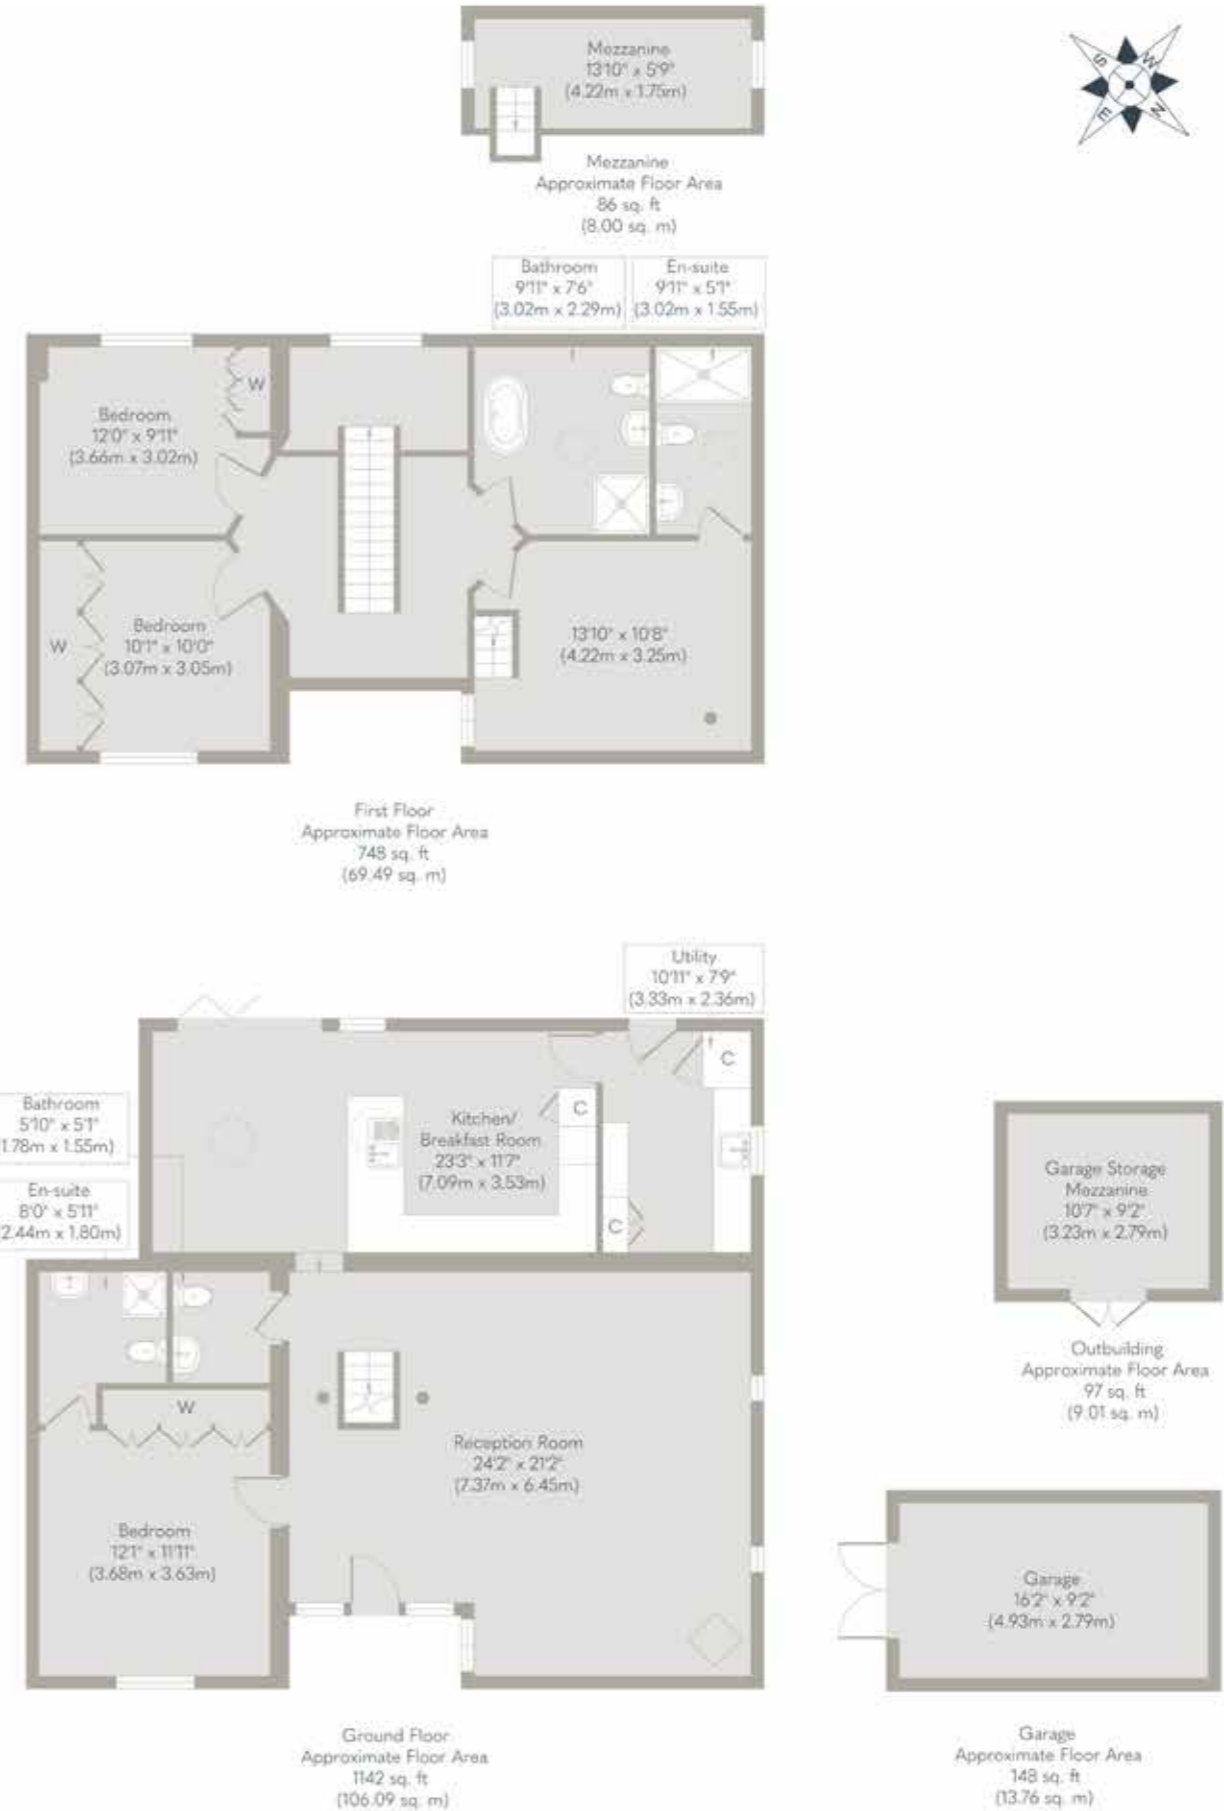 Mezzanine
13'10" x 5'9"
(4.22m x 1.75m)
S
W
E
N
Mezzanine
Approximate Floor Area
86 sq. ft
(8.00 sq. m)
Bathroom
9'11" x 7'6"
(3.02m x 2.29m)
En-suite
9'11" x 5'1"
(3.02m x 1.55m)
W
Bedroom
12'0" x 9'11"
(3.66m x 3.02m)
W
Bedroom
10'1" x 10'0"
(3.07m x 3.05m)
13'10" x 10'8"
(4.22m x 3.25m)
First Floor
Approximate Floor Area
748 sq. ft
(69.49 sq. m)
Utility
10'11" x 7'9"
(3.33m x 2.36m)
C
C
C
Bathroom
5'10" x 5'1"
1.78m x 1.55m)
En-suite
8'0" x 5'11"
2.44m x 1.80m)
Kitchen/
Breakfast Room
23'3" x 11'7"
(7.09m x 3.53m)
Garage Storage
Mezzanine
10'7" x 9'2"
(3.23m x 2.79m)
Outbuilding
Approximate Floor Area
97 sq. ft
(9.01 sq. m)
W
Reception Room
24'2" x 21'2"
(7.37m x 6.45m)
Bedroom
12'1" x 11'11"
(3.68m x 3.63m)
Garage
16'2" x 9'2"
(4.93m x 2.79m)
Ground Floor
Approximate Floor Area
1142 sq. ft
(106.09 sq. m)
Garage
Approximate Floor Area
148 sq. ft
(13.76 sq. m)